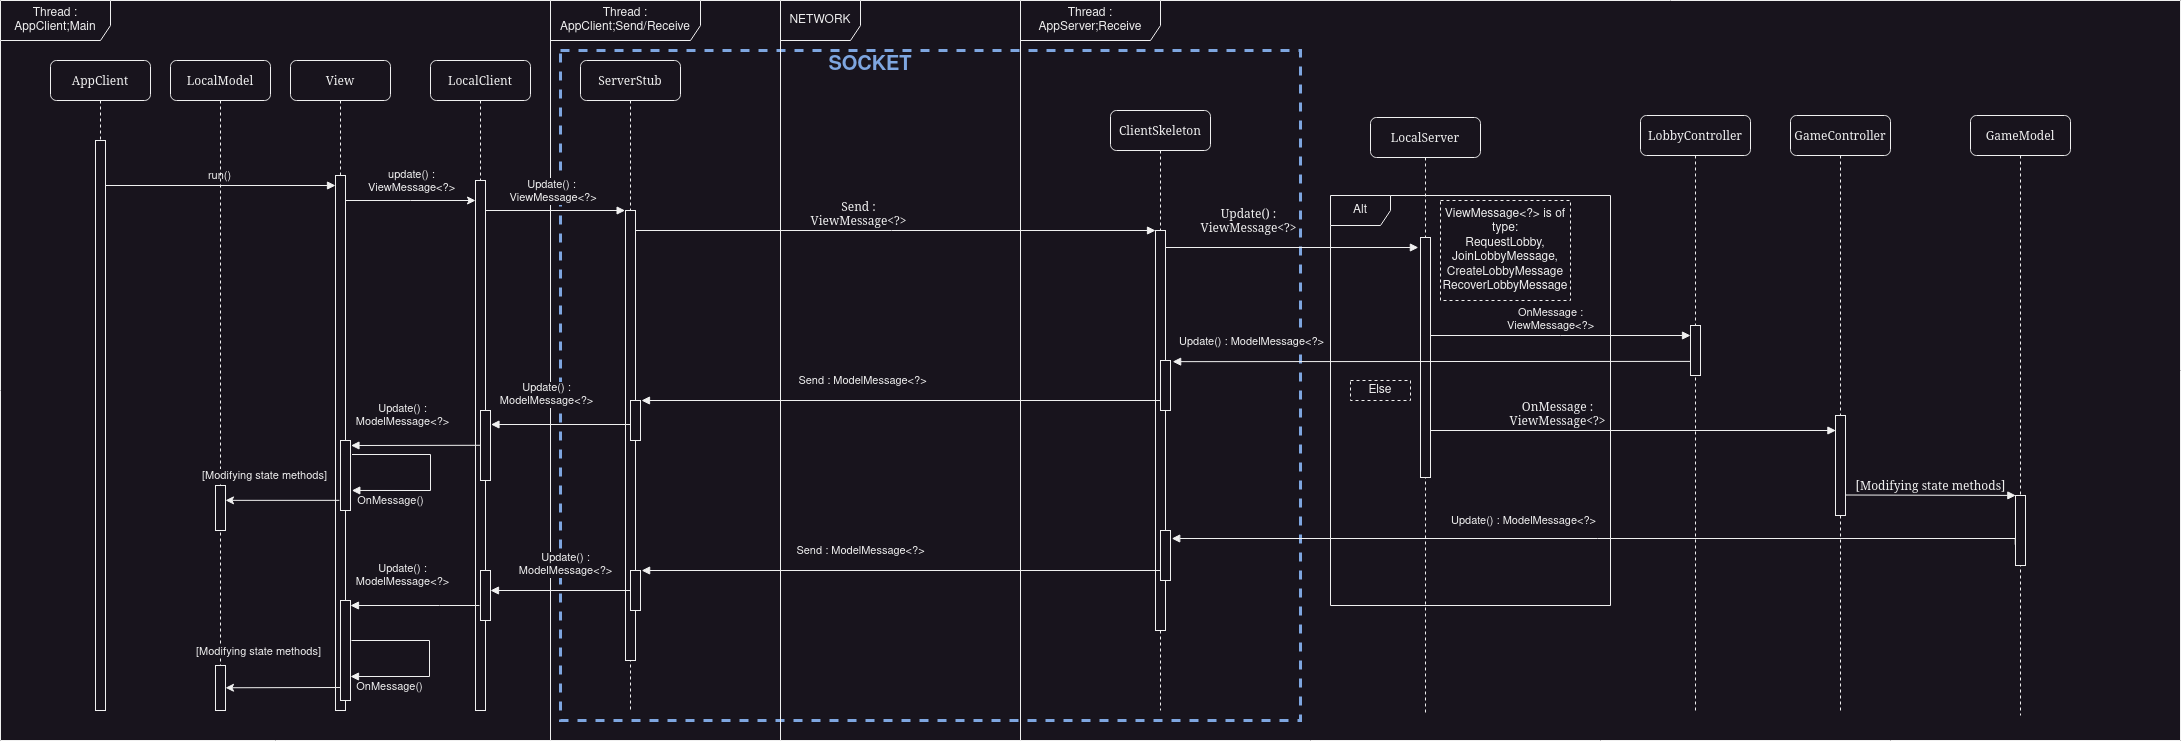 Thread :
AppClient;Main
Thread :
AppClient;Send/Receive
NETWORK
Thread :
AppServer;Receive
SOCKET
AppClient
LocalModel
View
LocalClient
ServerStub
ClientSkeleton
LocalServer
LobbyController
GameController
GameModel
run()
update() :
ViewMessage<?>
Update() :
ViewMessage<?>
Send :
ViewMessage<?>
Update() :
ViewMessage<?>
Alt
ViewMessage<?> is of
type:
RequestLobby,
JoinLobbyMessage,
CreateLobbyMessage
RecoverLobbyMessage
OnMessage :
ViewMessage<?>
Update() : ModelMessage<?>
Send : ModelMessage<?>
Update() :
ModelMessage<?>
Update() :
ModelMessage<?>
Else
OnMessage :
ViewMessage<?>
[Modifying state methods]
OnMessage()
[Modifying state methods]
Update() : ModelMessage<?>
Send : ModelMessage<?>
Update() :
ModelMessage<?>
Update() :
ModelMessage<?>
[Modifying state methods]
OnMessage()